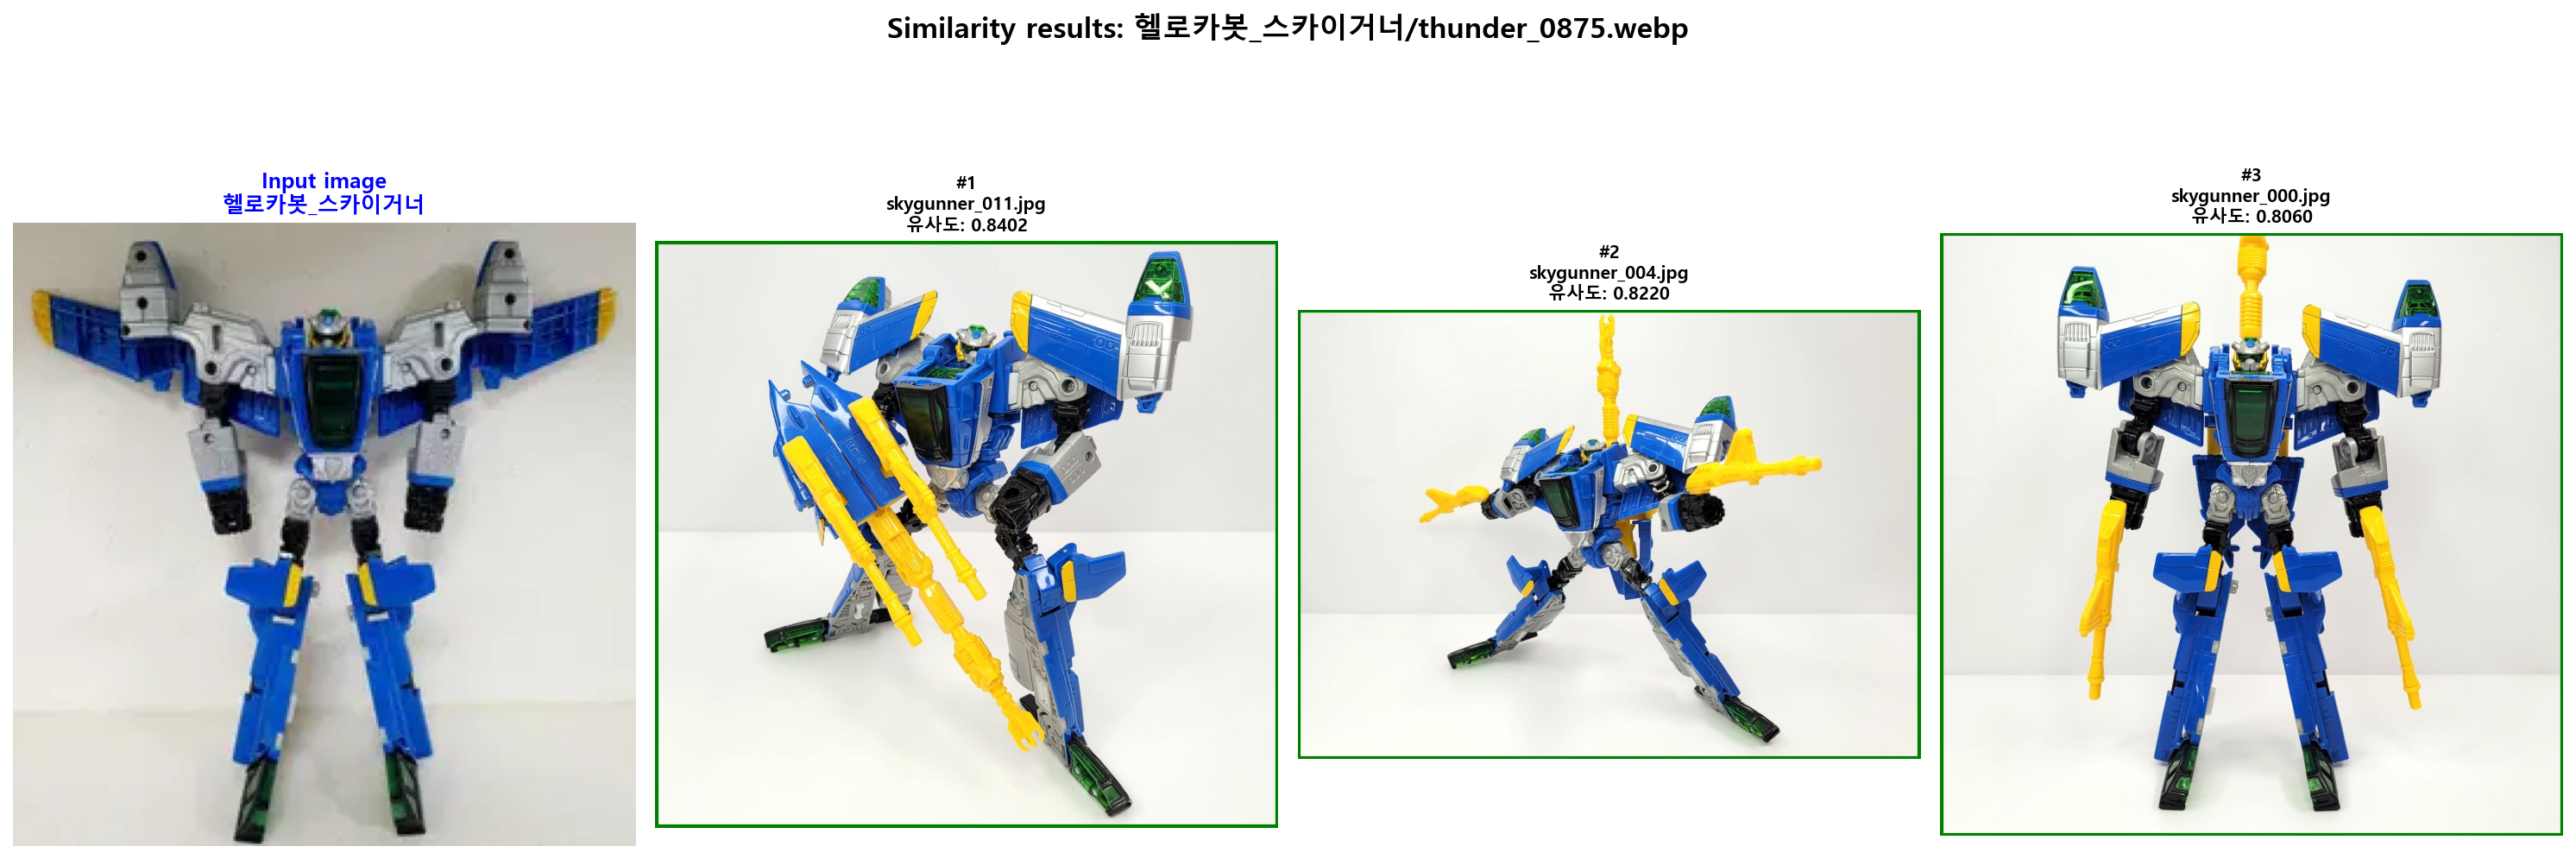 Similarity results: 헬로카봇_스카이거너/thunder_0875.webp
Input image
헬로카봇_스카이거너
#1
skygunner_011.jpg
유사도: 0.8402
#2
skygunner_004.jpg
유사도: 0.8220
#3
skygunner_000.jpg
유사도: 0.8060